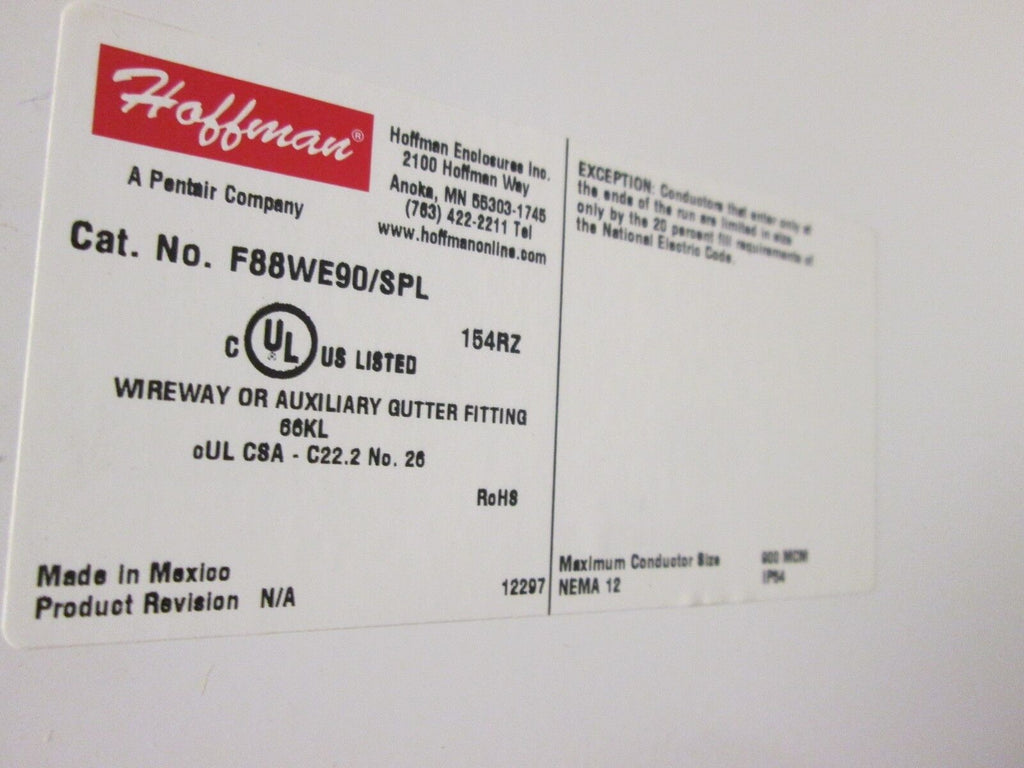 Hoffman®
A Pentair Company
Hoffman Enclosures Inc.
2100 Hoffman Way
Anoka, MN 55303-1745
(763) 422-2211 Tel
www.hoffmanonline.com
Cat. No. F88WE90/SPL
C UL ® US LISTED
154RZ
WIREWAY OR AUXILIARY GUTTER FITTING
66KL
cUL CSA - C22.2 No. 26
RoHS
Made in Mexico
Product Revision N/A
12297
EXCEPTION: Conductors that enter only at
the ends of the run are limited in size
only by the 20 percent fill requirements of
the National Electric Code.
Maximum Conductor Size 900 MCM
NEMA 12